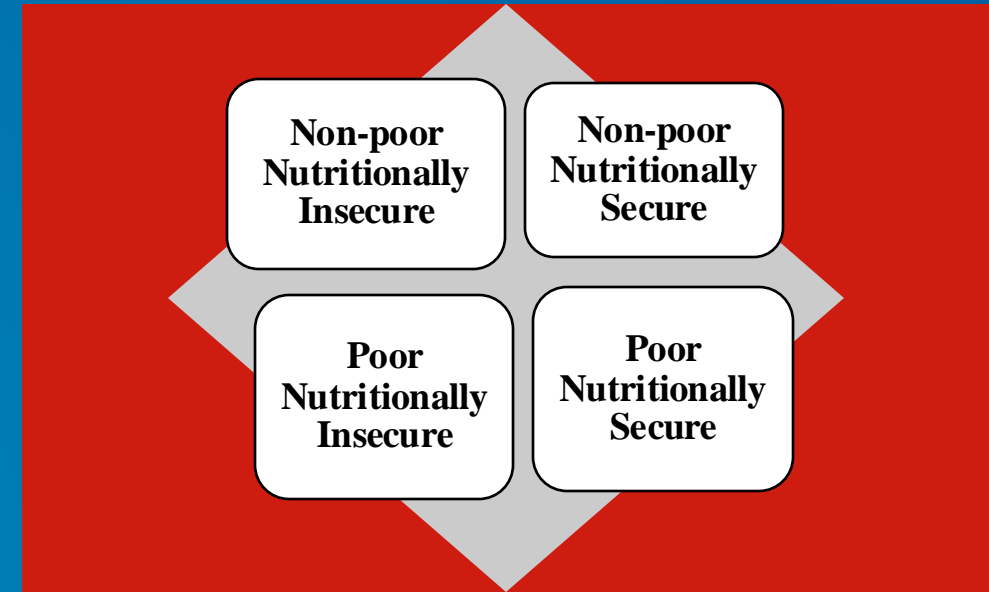 Non-poor
Nutritionally
Insecure
Non-poor
Nutritionally
Secure
Poor
Nutritionally
Insecure
Poor
Nutritionally
Secure